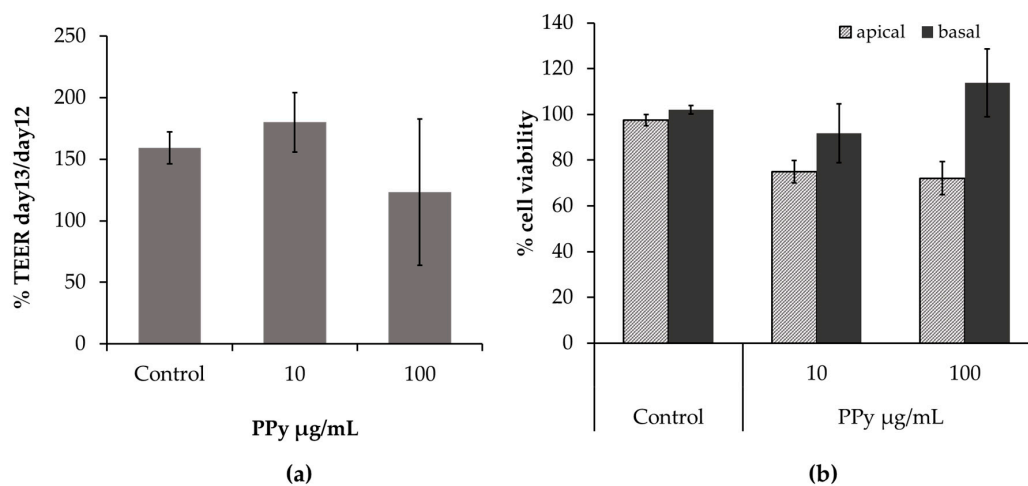 250
200
150
100
50
0
% TEER day13/day12
Control 10 100
PPy µg/mL
(a)
140
120
100
80
60
40
20
0
% cell viability
apical basal
10 100
Control PPy µg/mL
(b)